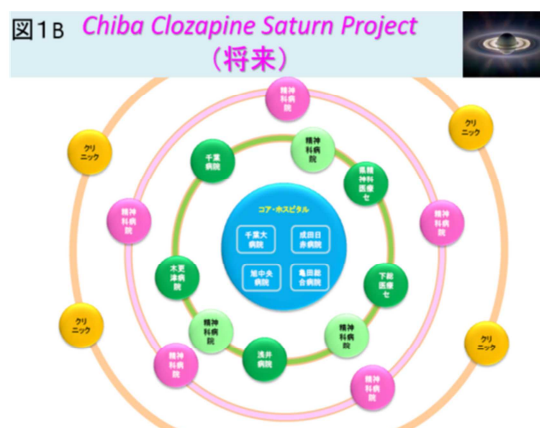 図1B Chiba Clozapine Saturn Project
（将来）
精神
科病
院
クリ
ニック
千葉
病院
精神
科病
院
クリ
ニック
神科
医療
セ
精神
科病
院
精神
科病
院
コア・ホスピタル
千葉大
病院
成田日
赤病院
旭中央
病院
亀田総
合病院
木更
津病
院
下総
医療
セ
クリ
ニック
精神
科病
院
精神
科病
院
クリ
ニック
精神
科病
院
浅井
病院
精神
科病
院